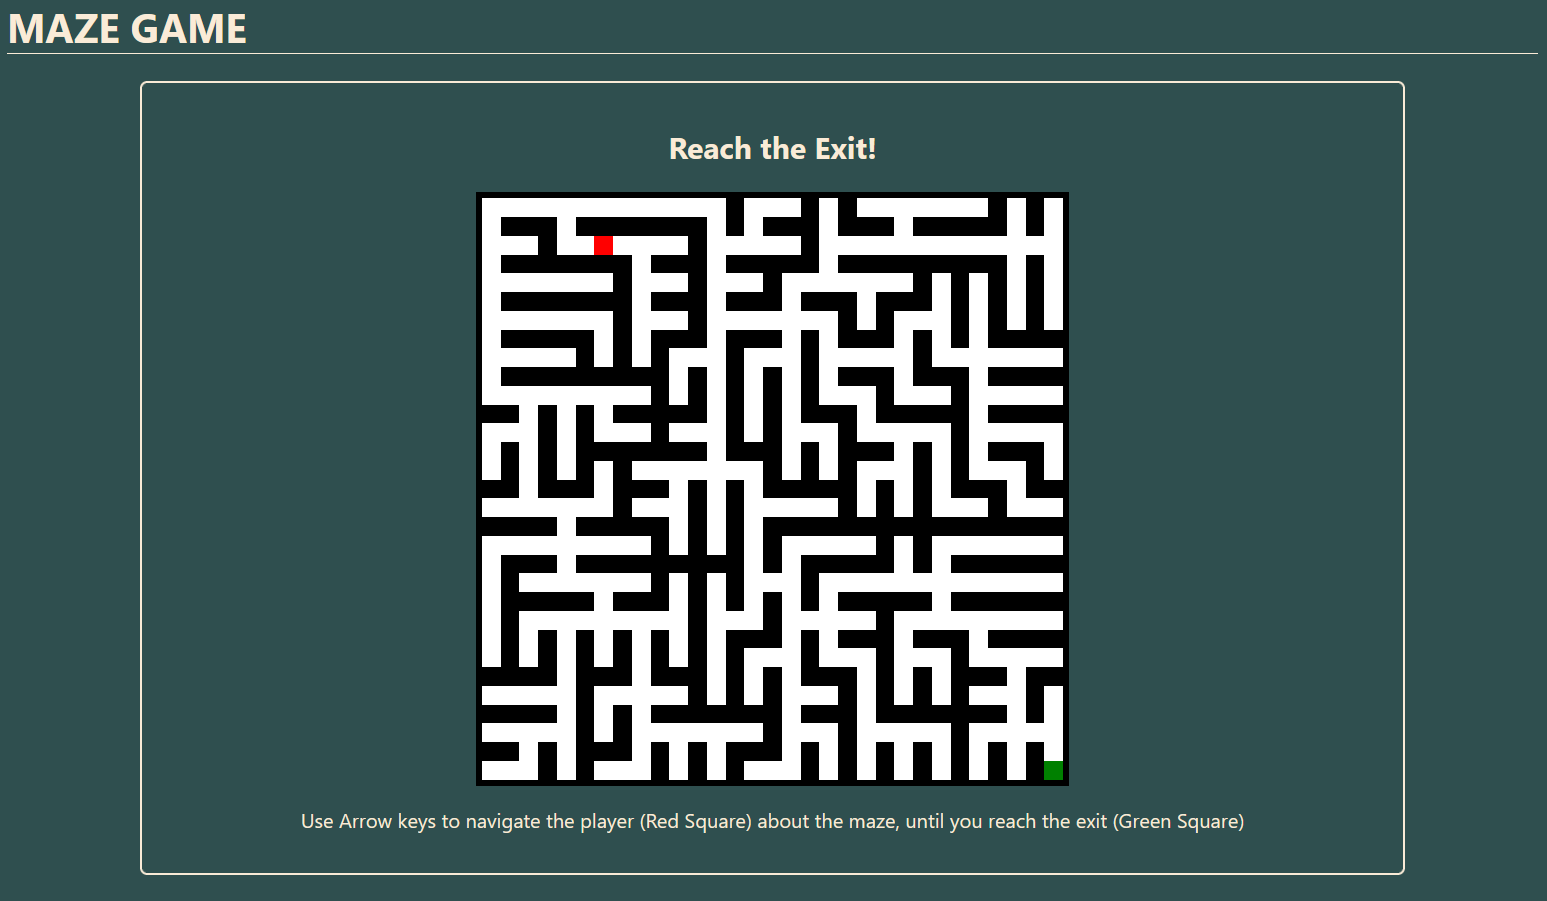 MAZE GAME
Reach the Exit!
Use Arrow keys to navigate the player (Red Square) about the maze, until you reach the exit (Green Square)